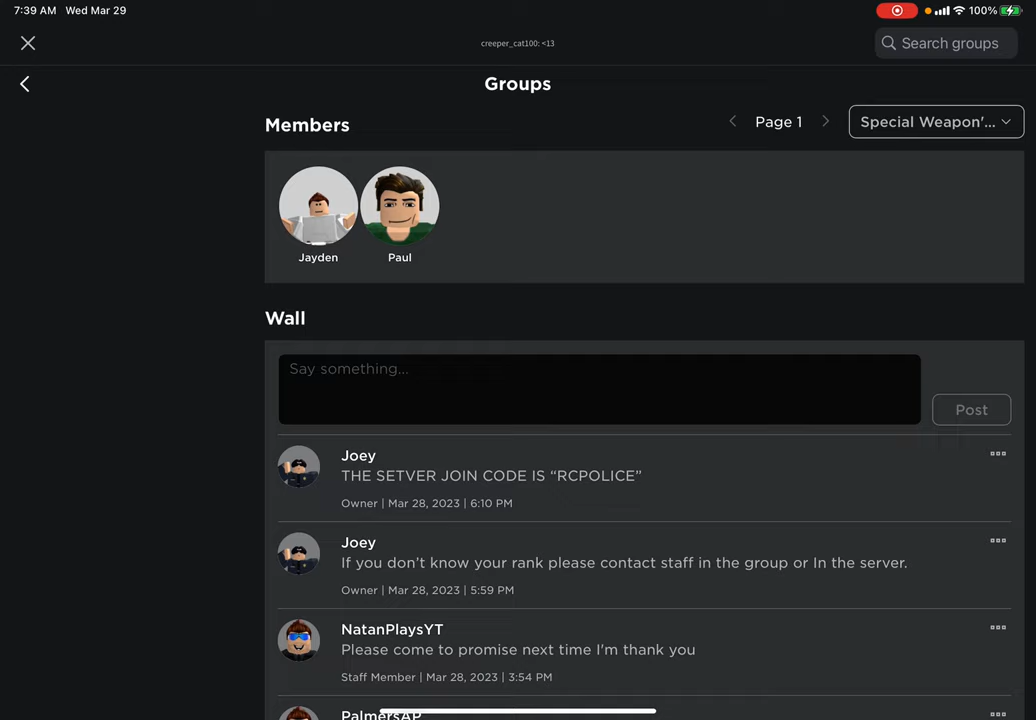 7:39 AM Wed Mar 29
100%
creeper_cat100: <13
Search groups
Groups
Members
Page 1
Special Weapon'...
Jayden
Paul
Wall
Say something...
Post
Joey
THE SETVER JOIN CODE IS “RCPOLICE”
Owner | Mar 28, 2023 | 6:10 PM
Joey
If you don’t know your rank please contact staff in the group or In the server.
Owner | Mar 28, 2023 | 5:59 PM
NatanPlaysYT
Please come to promise next time I'm thank you
Staff Member | Mar 28, 2023 | 3:54 PM
PalmersAP